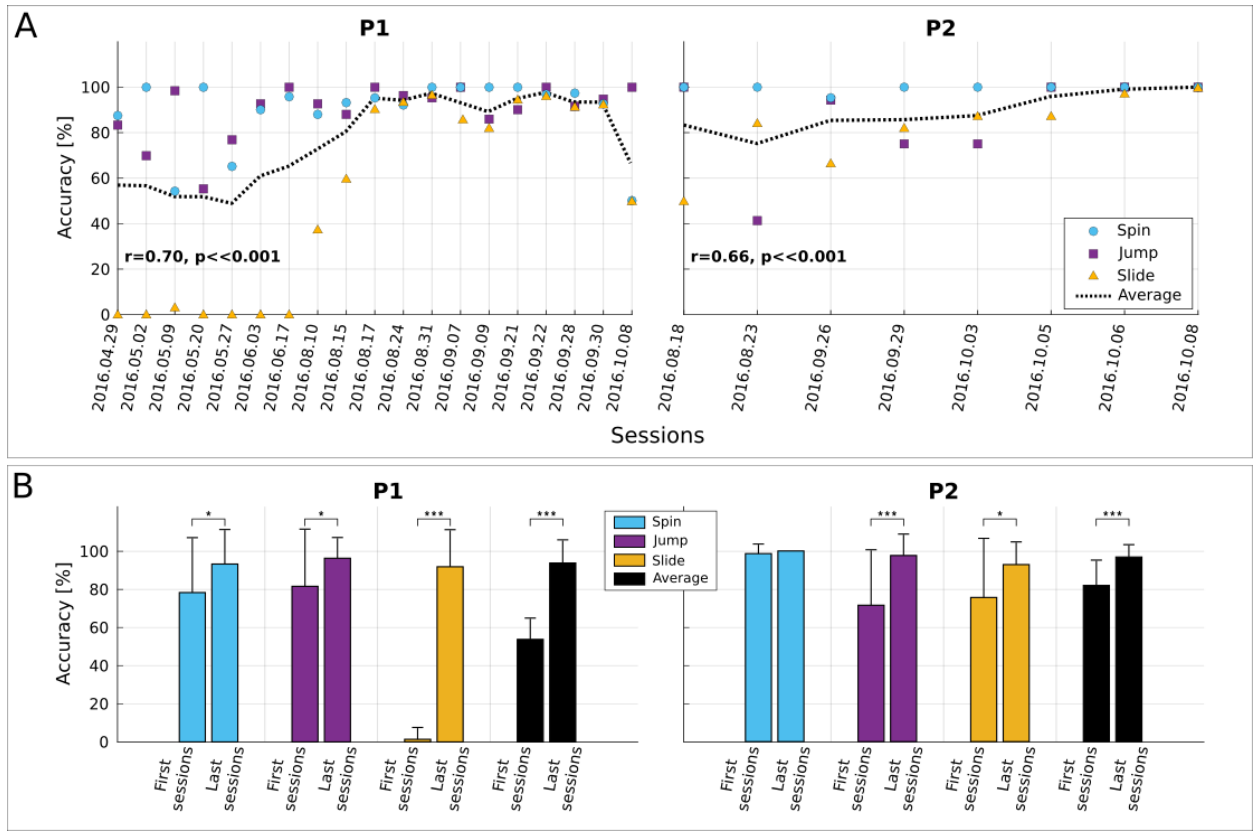 A
P1
P2
Accuracy [%]
100
80
60
40
20
0
r=0.70, p<<0.001
r=0.66, p<<0.001
Spin
Jump
Slide
Average
2016.04.29
2016.05.02
2016.05.09
2016.05.20
2016.05.27
2016.06.03
2016.06.17
2016.08.10
2016.08.15
2016.08.17
2016.08.24
2016.08.31
2016.09.07
2016.09.09
2016.09.21
2016.09.22
2016.09.28
2016.09.30
2016.10.08
2016.08.18
2016.08.23
2016.09.26
2016.09.29
2016.10.03
2016.10.05
2016.10.06
2016.10.08
Sessions
B
P1
P2
Accuracy [%]
100
80
60
40
20
0
*
*
***
***
Spin
Jump
Slide
Average
***
*
***
First
sessions
Last
sessions
First
sessions
Last
sessions
First
sessions
Last
sessions
First
sessions
Last
sessions
First
sessions
Last
sessions
First
sessions
Last
sessions
First
sessions
Last
sessions
First
sessions
Last
sessions